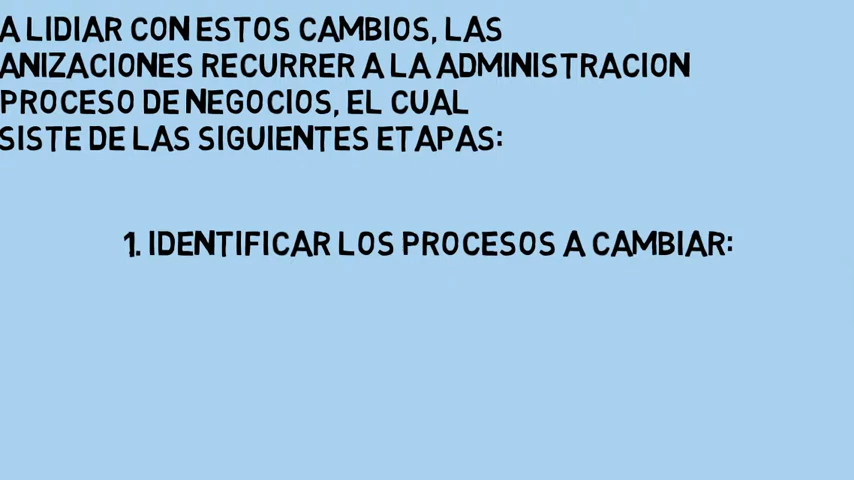 A LIDIAR CON ESTOS CAMBIOS, LAS
ANIZACIONES RECURRER A LA ADMINISTRACION
PROCESO DE NEGOCIOS, EL CUAL
SISTE DE LAS SIGUIENTES ETAPAS:
1. IDENTIFICAR LOS PROCESOS A CAMBIAR: